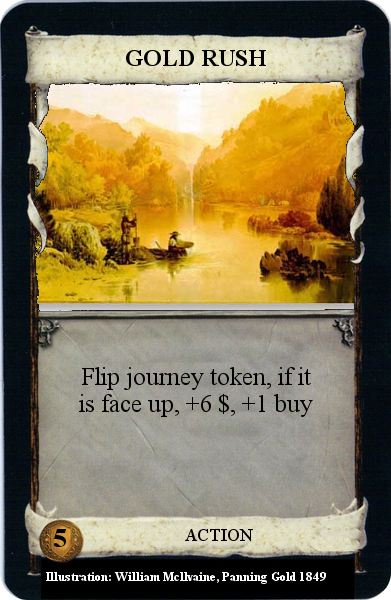 GOLD RUSH
Flip journey token, if it
is face up, +6 $, +1 buy
5
ACTION
Illustration: William McIlvaine, Panning Gold 1849